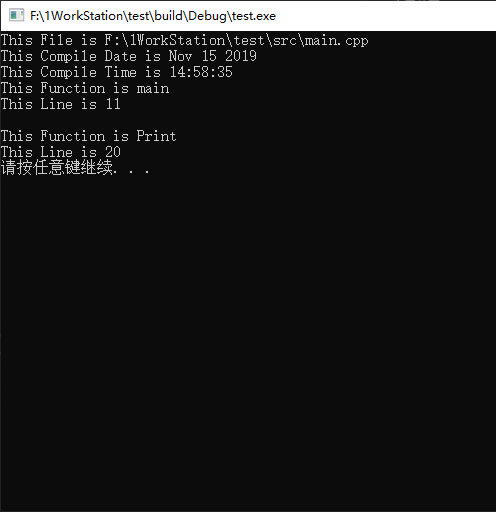 F:\1WorkStation\test\build\Debug\test.exe
This File is F:\1WorkStation\test\src\main.cpp
This Compile Date is Nov 15 2019
This Compile Time is 14:58:35
This Function is main
This Line is 11
This Function is Print
This Line is 20
请按任意键继续. . .